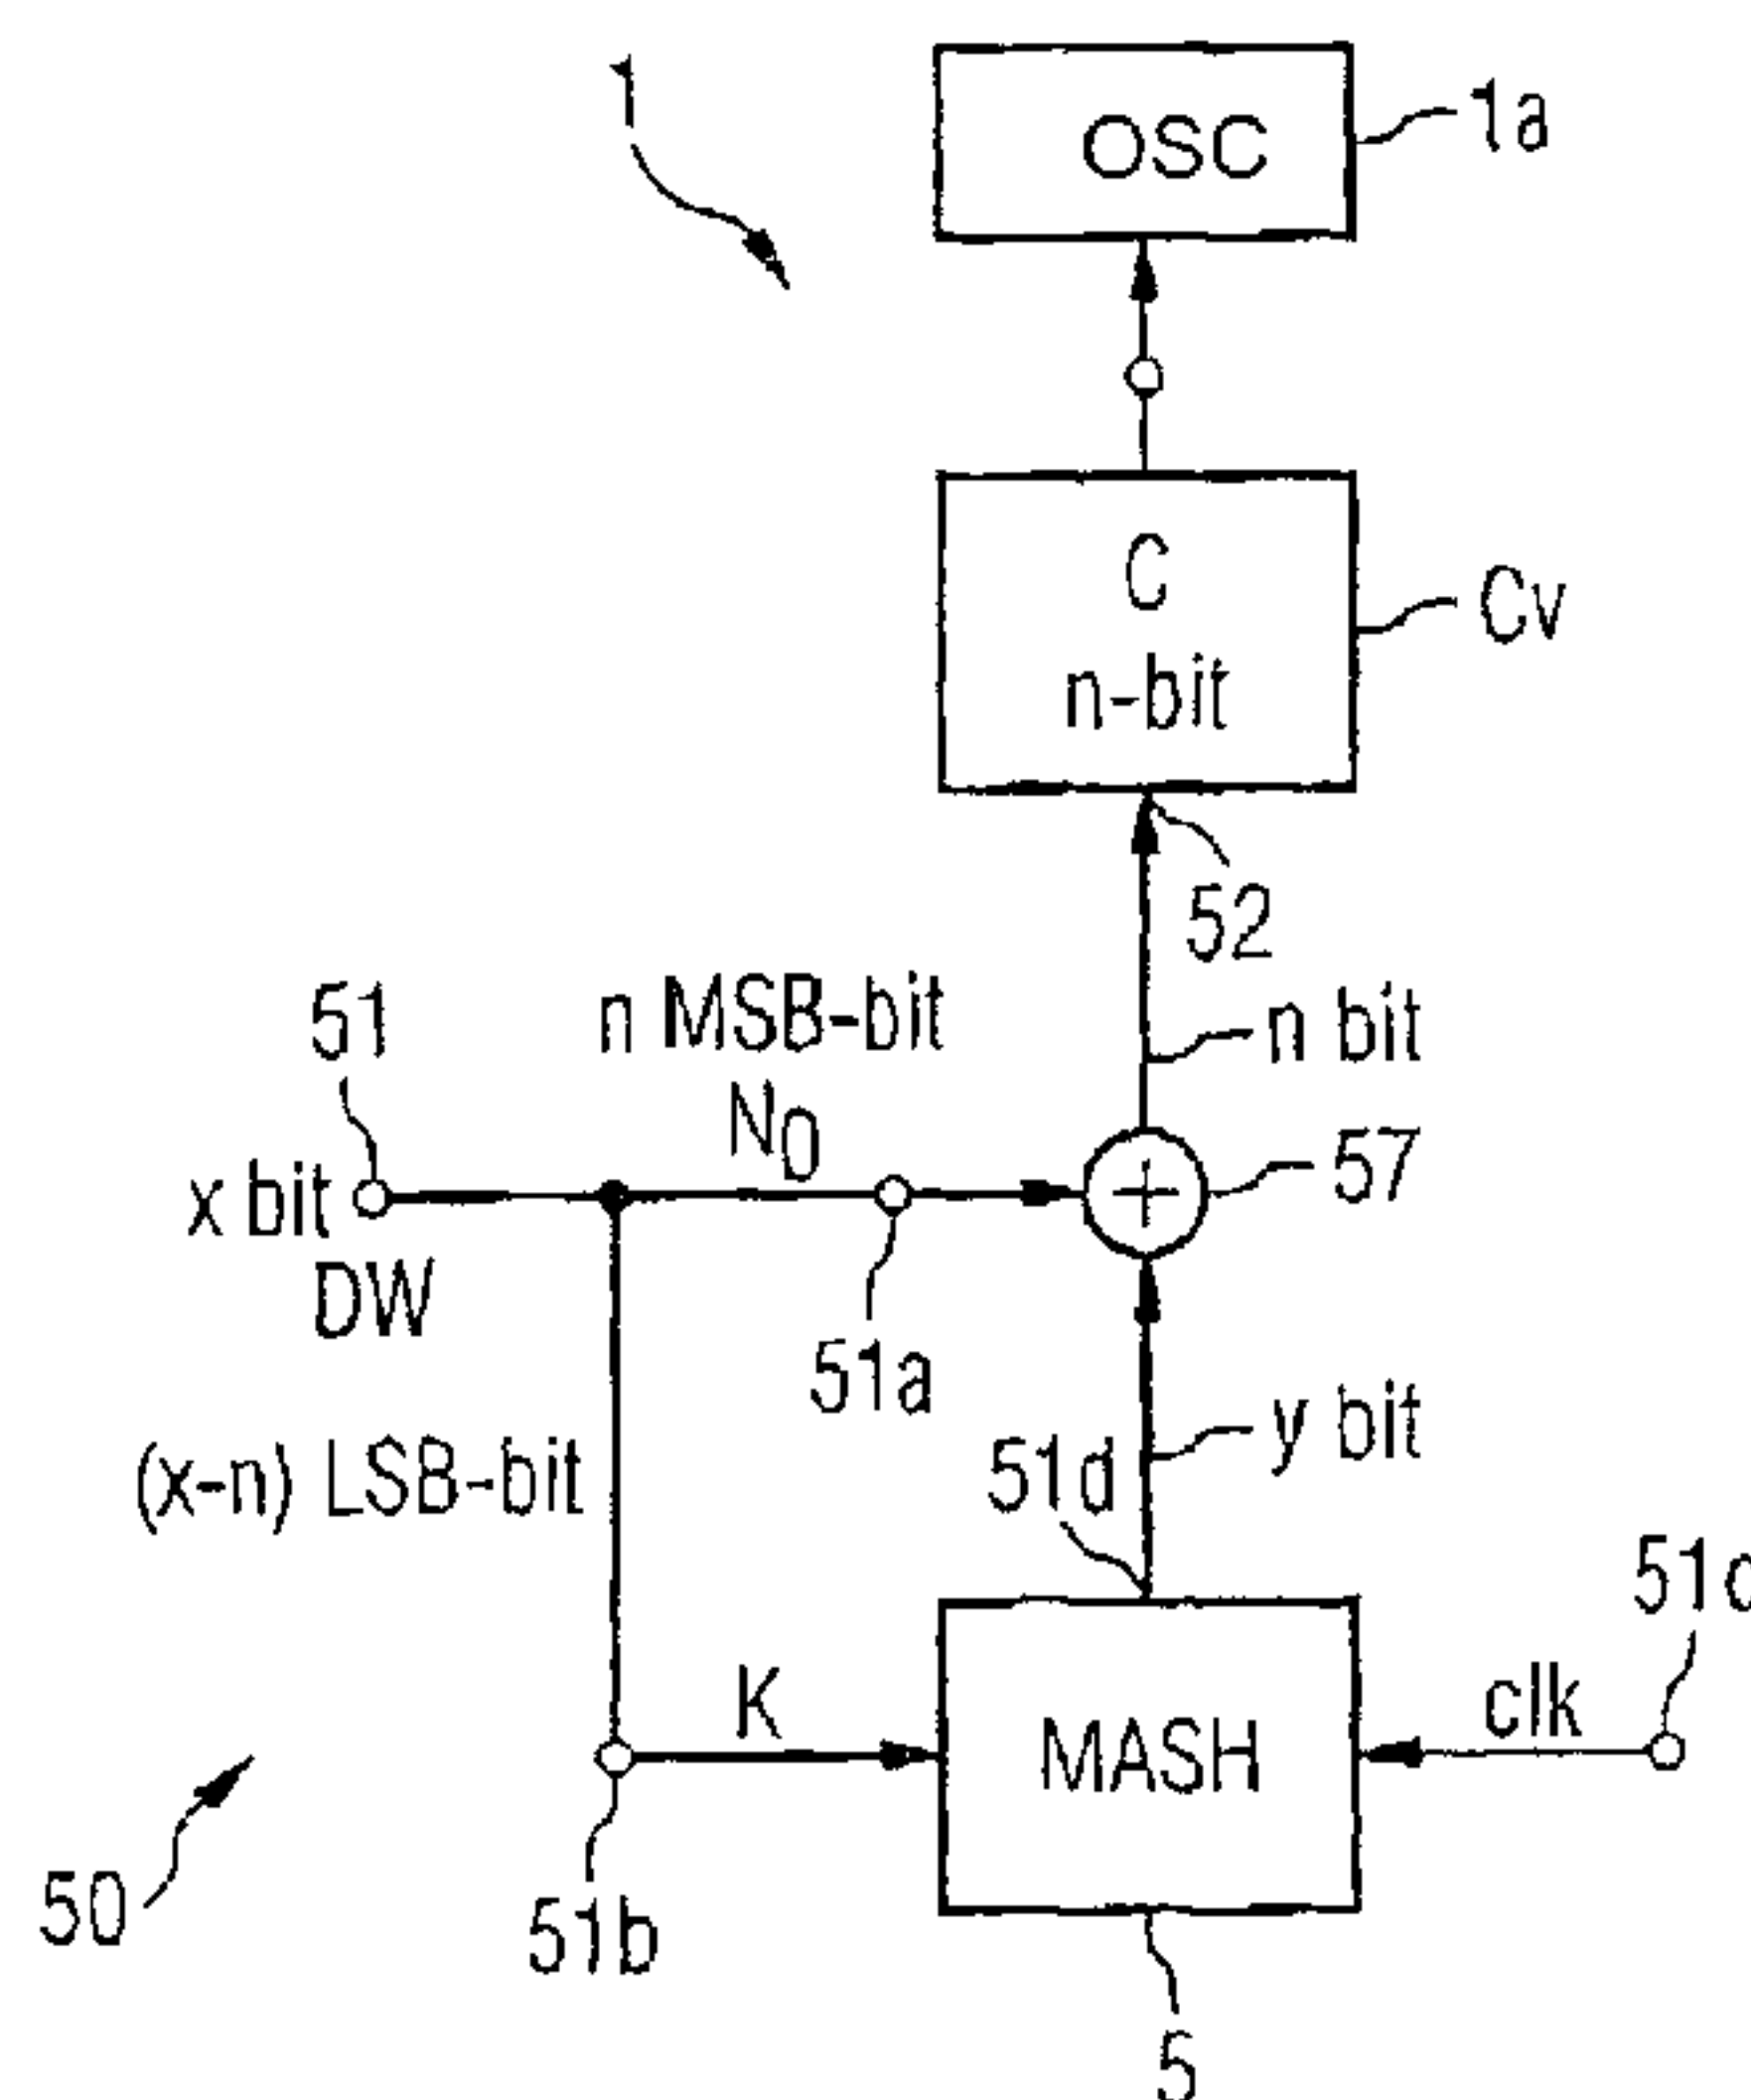 1
OSC
1a
C
n-bit
Cv
52
51
n MSB-bit
N0
n bit
x bit
DW
57
51a
(x-n) LSB-bit
51d
y bit
K
MASH
clk
50
51b
5